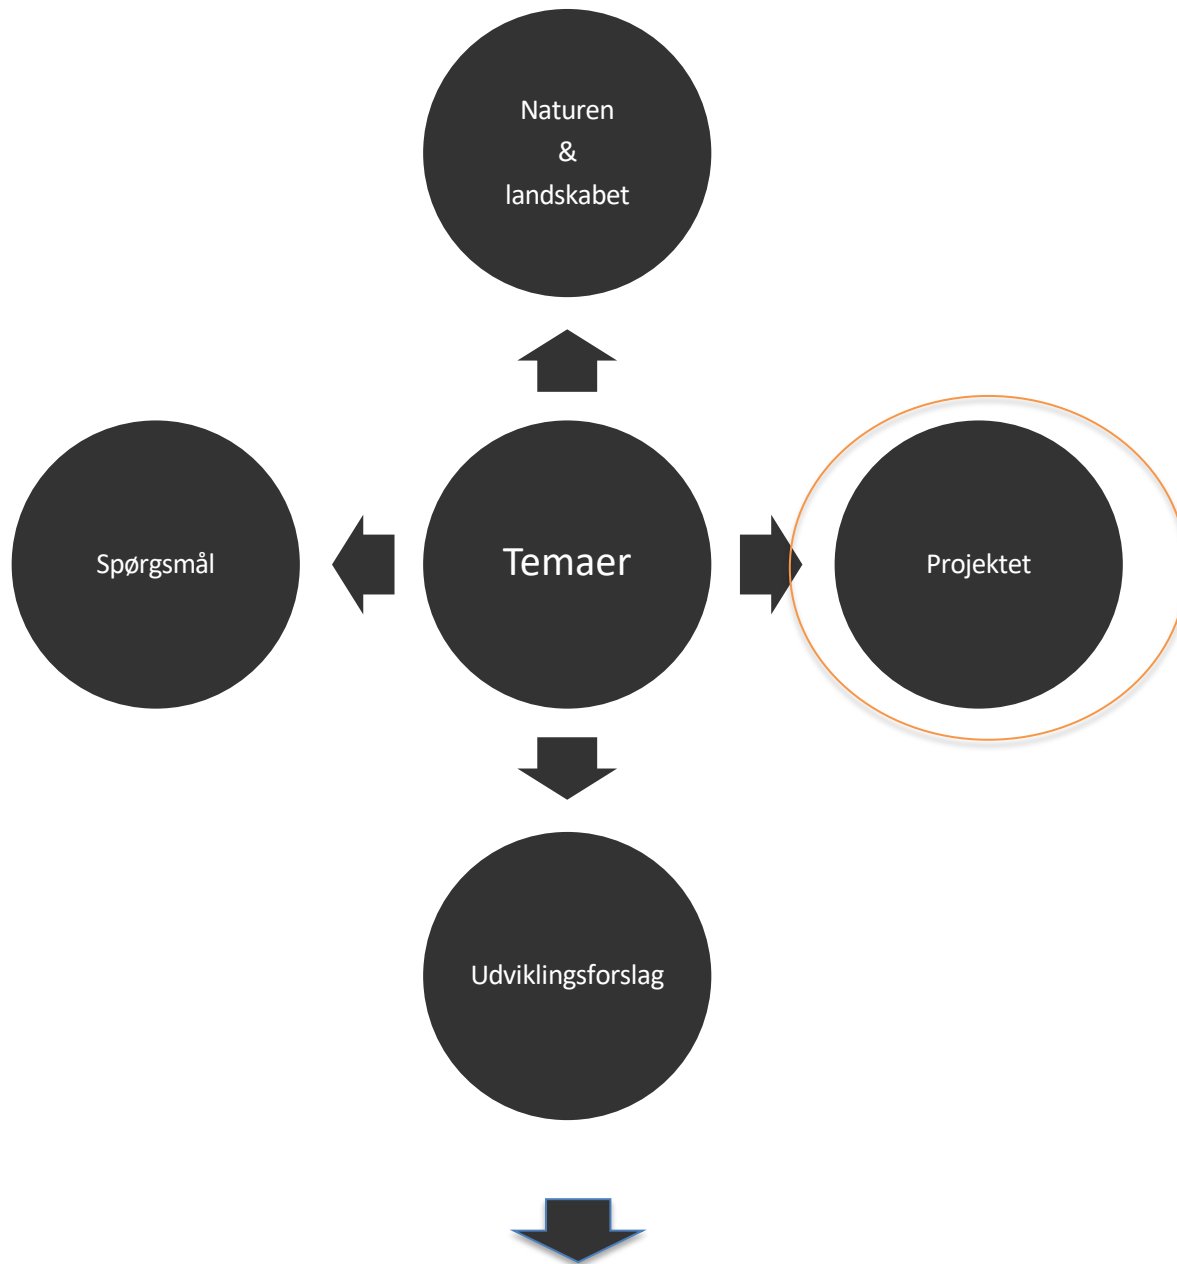 Naturen
&
landskabet
Spørgsmål
Temaer
Projektet
Udviklingsforslag